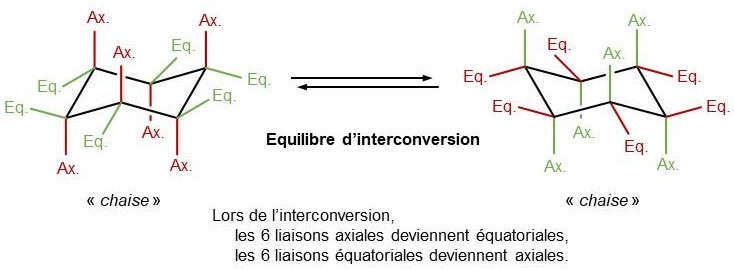 Ax. Ax. Ax. Ax.
Eq. Ax. Eq. Ax.
Eq. Eq. Eq. Eq.
Eq. Eq. Eq. Eq.
Eq. Ax. Equilibre d’interconversion Ax. Eq.
Ax. Ax. Ax. Ax.
« chaise » « chaise »
Lors de l’interconversion,
les 6 liaisons axiales deviennent équatoriales,
les 6 liaisons équatoriales deviennent axiales.